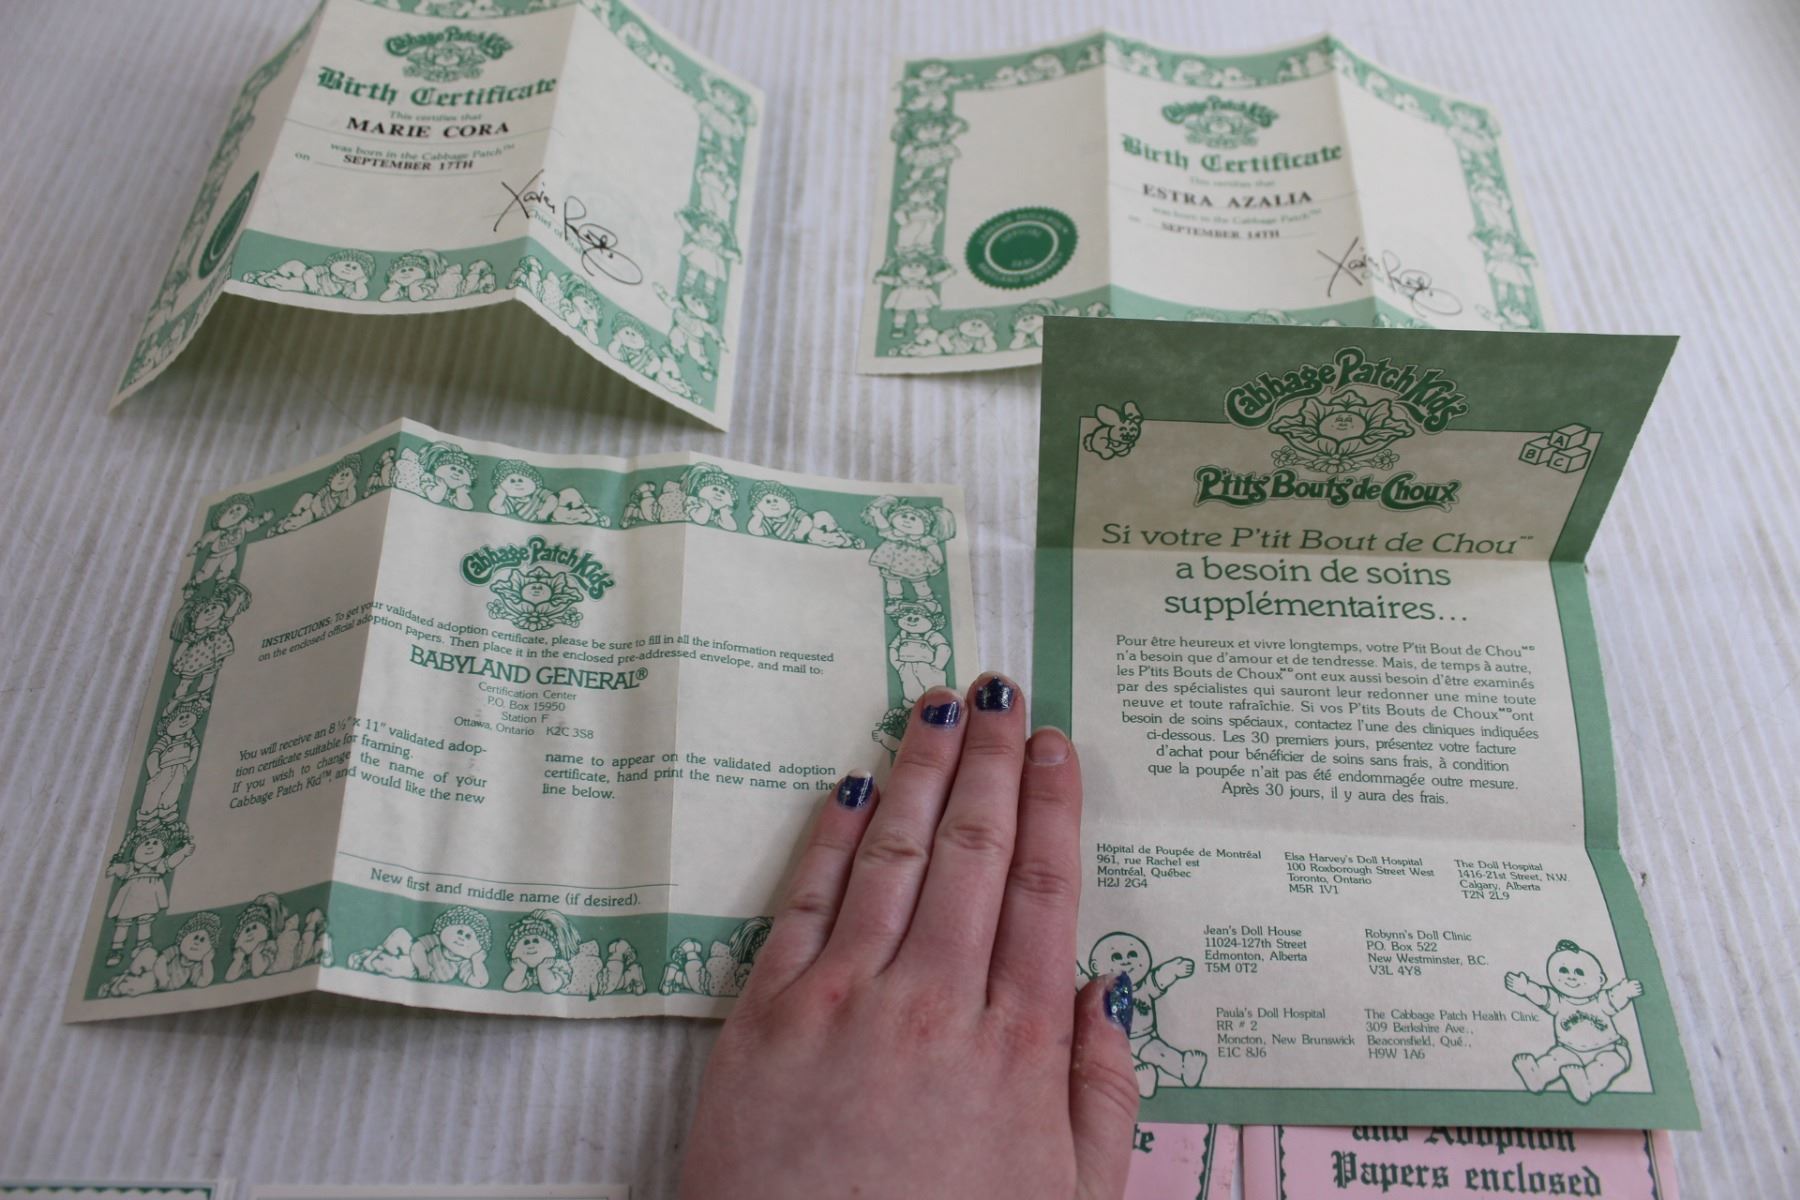 Cabbage Patch Kids
Birth Certificate
This certifies that
MARIE CORA
was born in the Cabbage Patch™
on SEPTEMBER 17TH
Cabbage Patch Kids
Birth Certificate
This certifies that
ESTRA AZALIA
was born in the Cabbage Patch™
on SEPTEMBER 14TH
OFFICIAL
SEAL
Cabbage Patch Kids
INSTRUCTIONS: To get your validated adoption certificate, please be sure to fill in all the information requested
on the enclosed official adoption papers. Then place it in the enclosed pre-addressed envelope, and mail to:
BABYLAND GENERAL®
Certification Center
P.O. Box 15950
Station F
Ottawa, Ontario K2C 3S8
You will receive an 8½" x 11" validated adop-
tion certificate suitable for framing.
If you wish to change the name of your
Cabbage Patch Kid™, and would like the new
name to appear on the validated adoption
certificate, hand print the new name on the
line below.
New first and middle name (if desired).
Cabbage Patch Kids
P'tits Bouts de Choux
Si votre P'tit Bout de Chou MD
a besoin de soins
supplémentaires...
Pour être heureux et vivre longtemps, votre P'tit Bout de Chou MD
n'a besoin que d'amour et de tendresse. Mais, de temps à autre,
les P'tits Bouts de Choux MD ont eux aussi besoin d'être examinés
par des spécialistes qui sauront leur redonner une mine toute
neuve et toute rafraîchie. Si vos P'tits Bouts de Choux MD ont
besoin de soins spéciaux, contactez l'une des cliniques indiquées
ci-dessous. Les 30 premiers jours, présentez votre facture
d'achat pour bénéficier de soins sans frais, à condition
que la poupée n'ait pas été endommagée outre mesure.
Après 30 jours, il y aura des frais.
Hôpital de Poupée de Montréal
961, rue Rachel est
Montréal, Québec
H2J 2G4
Elsa Harvey's Doll Hospital
100 Roxborough Street West
Toronto, Ontario
M5R 1V1
The Doll Hospital
1416-21st Street, N.W.
Calgary, Alberta
T2N 2L9
Jean's Doll House
11024-127th Street
Edmonton, Alberta
T5M 0T2
Robynn's Doll Clinic
P.O. Box 522
New Westminster, B.C.
V3L 4Y8
Paula's Doll Hospital
RR # 2
Moncton, New Brunswick
E1C 8J6
The Cabbage Patch Health Clinic
309 Berkshire Ave.,
Beaconsfield, Qué.,
H9W 1A6
and Adoption
Papers enclosed